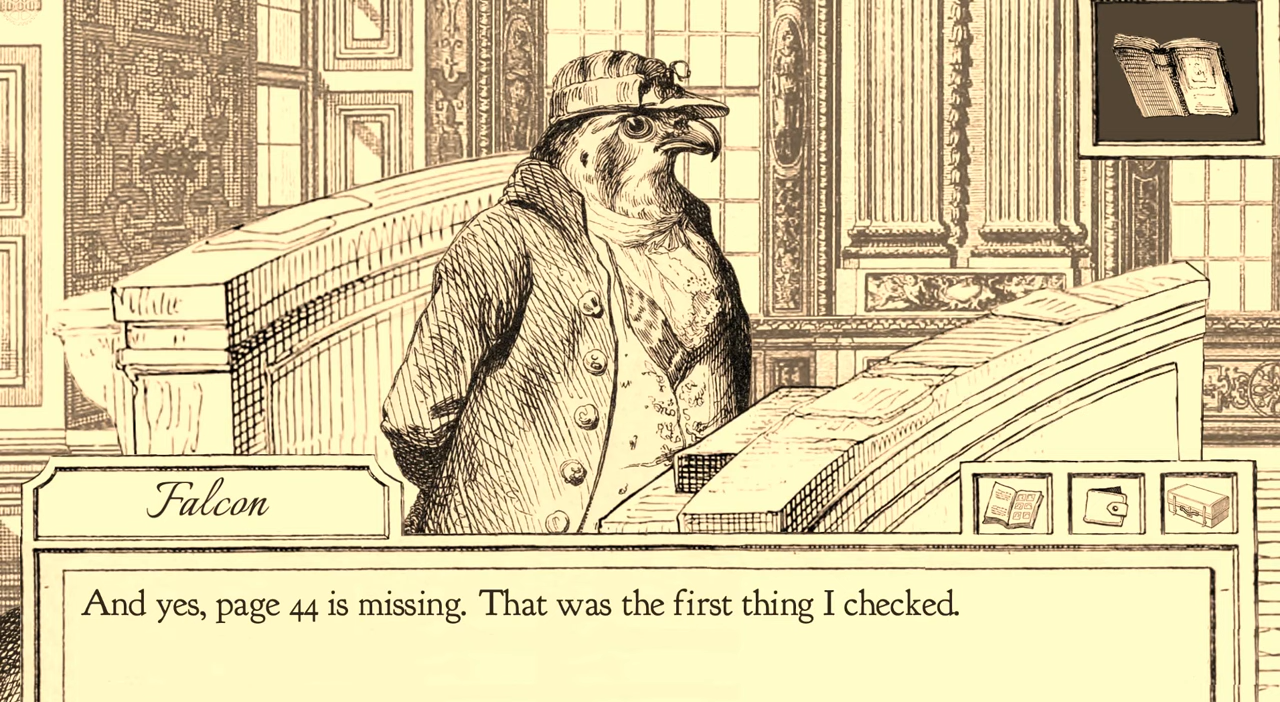 Falcon
And yes, page 44 is missing. That was the first thing I checked.